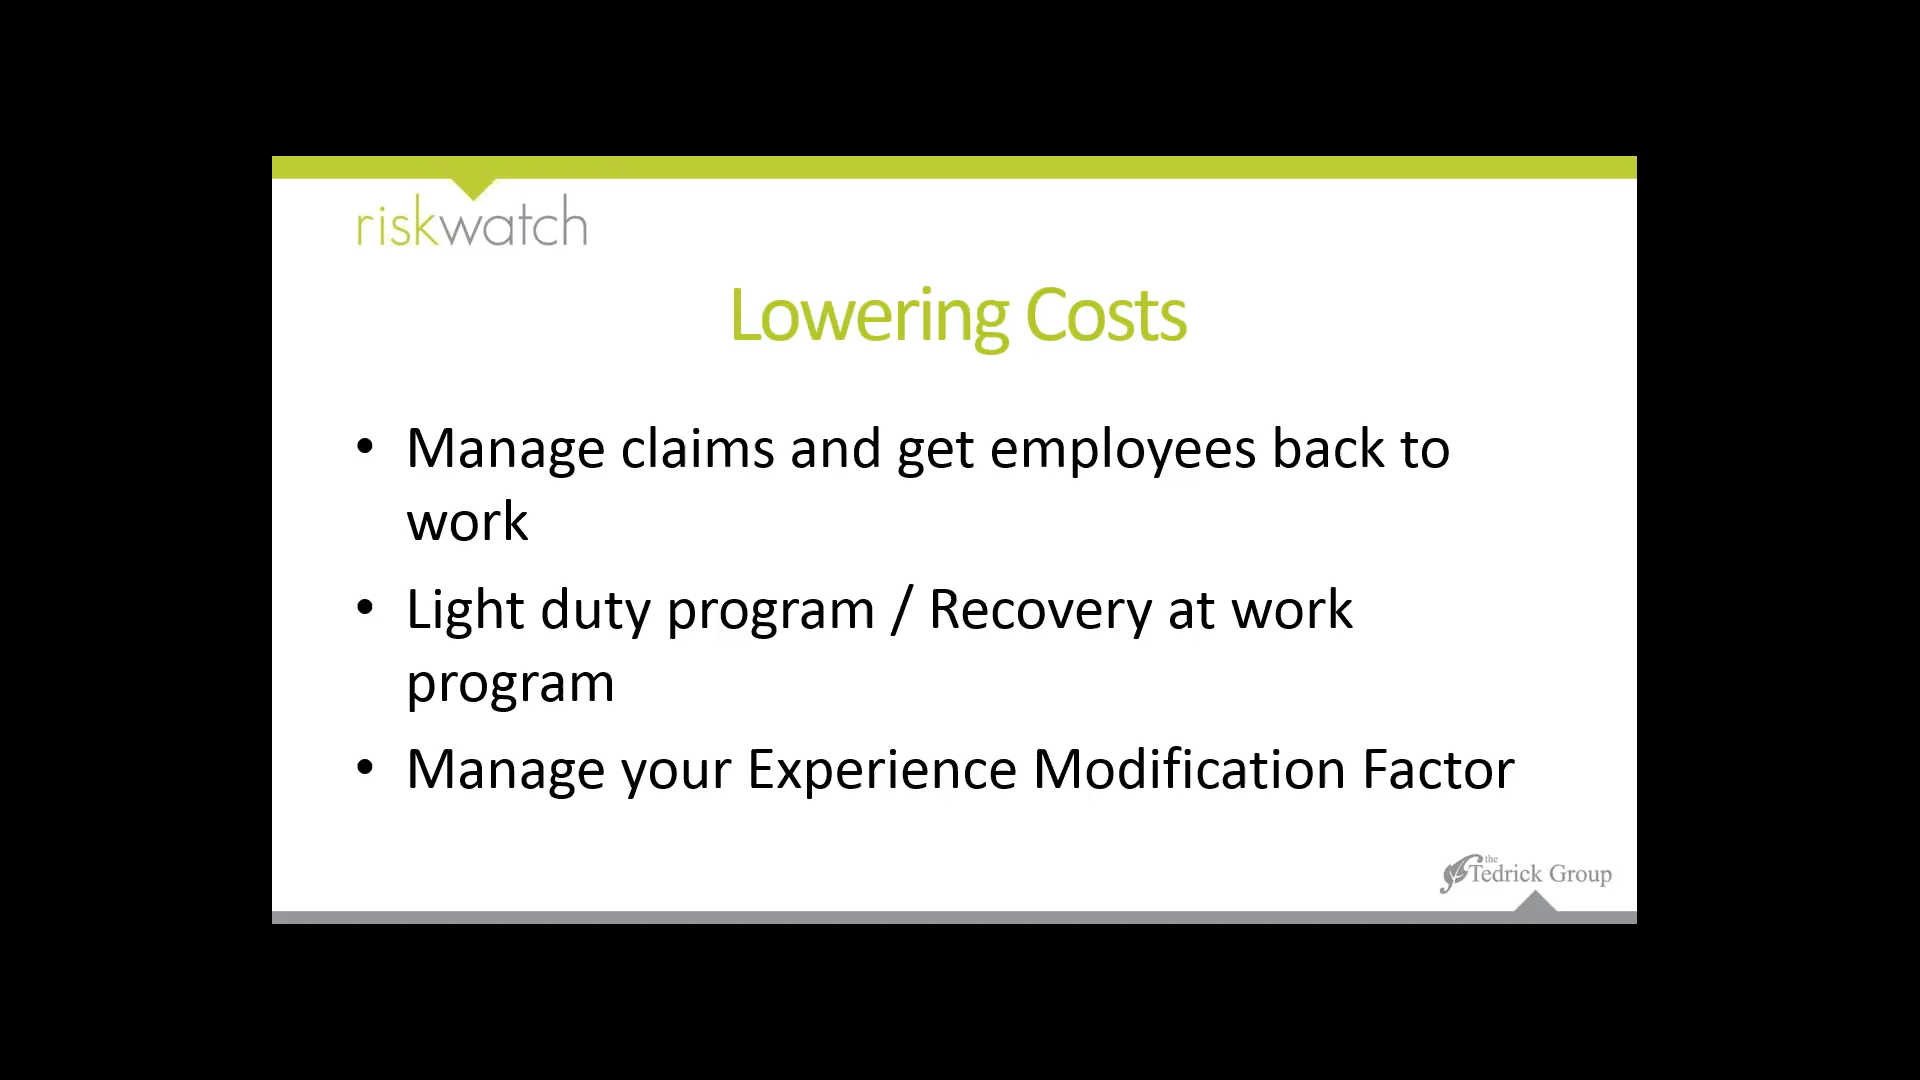 riskwatch
Lowering Costs
• Manage claims and get employees back to
work
• Light duty program / Recovery at work
program
• Manage your Experience Modification Factor
the
Tedrick Group